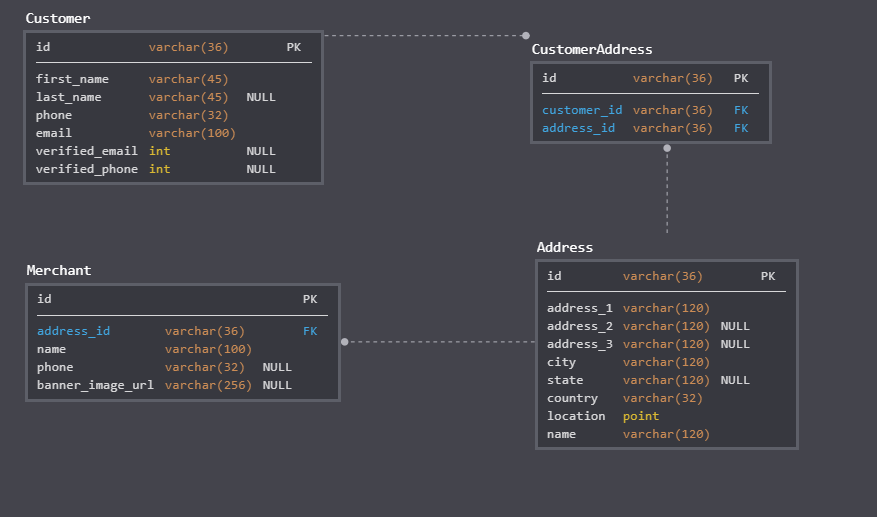 Customer
id varchar(36) PK
first_name varchar(45)
last_name varchar(45) NULL
phone varchar(32)
email varchar(100)
verified_email int NULL
verified_phone int NULL
CustomerAddress
id varchar(36) PK
customer_id varchar(36) FK
address_id varchar(36) FK
Merchant
id PK
address_id varchar(36) FK
name varchar(100)
phone varchar(32) NULL
banner_image_url varchar(256) NULL
Address
id varchar(36) PK
address_1 varchar(120)
address_2 varchar(120) NULL
address_3 varchar(120) NULL
city varchar(120)
state varchar(120) NULL
country varchar(32)
location point
name varchar(120)